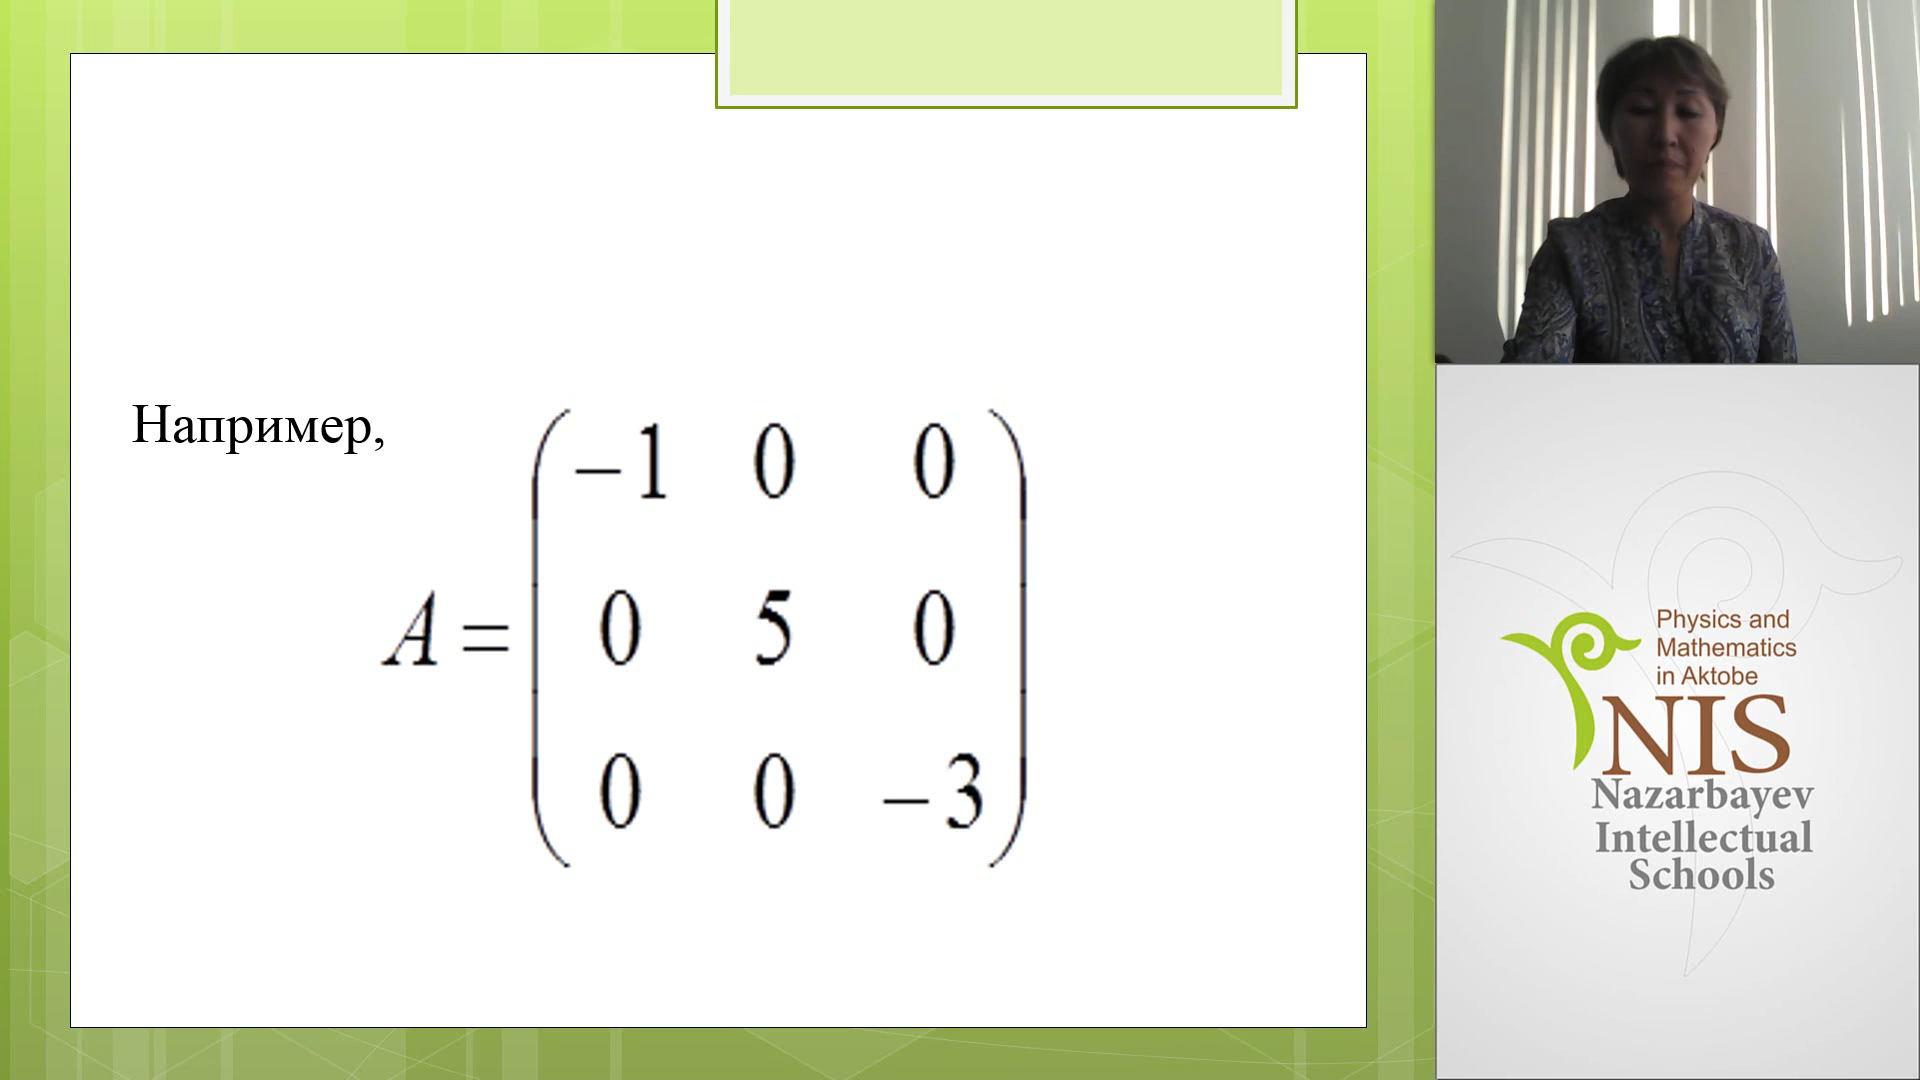 Например,
A = ( −1 0 0
0 5 0
0 0 −3 )
Physics and
Mathematics
in Aktobe
NIS
Nazarbayev
Intellectual
Schools